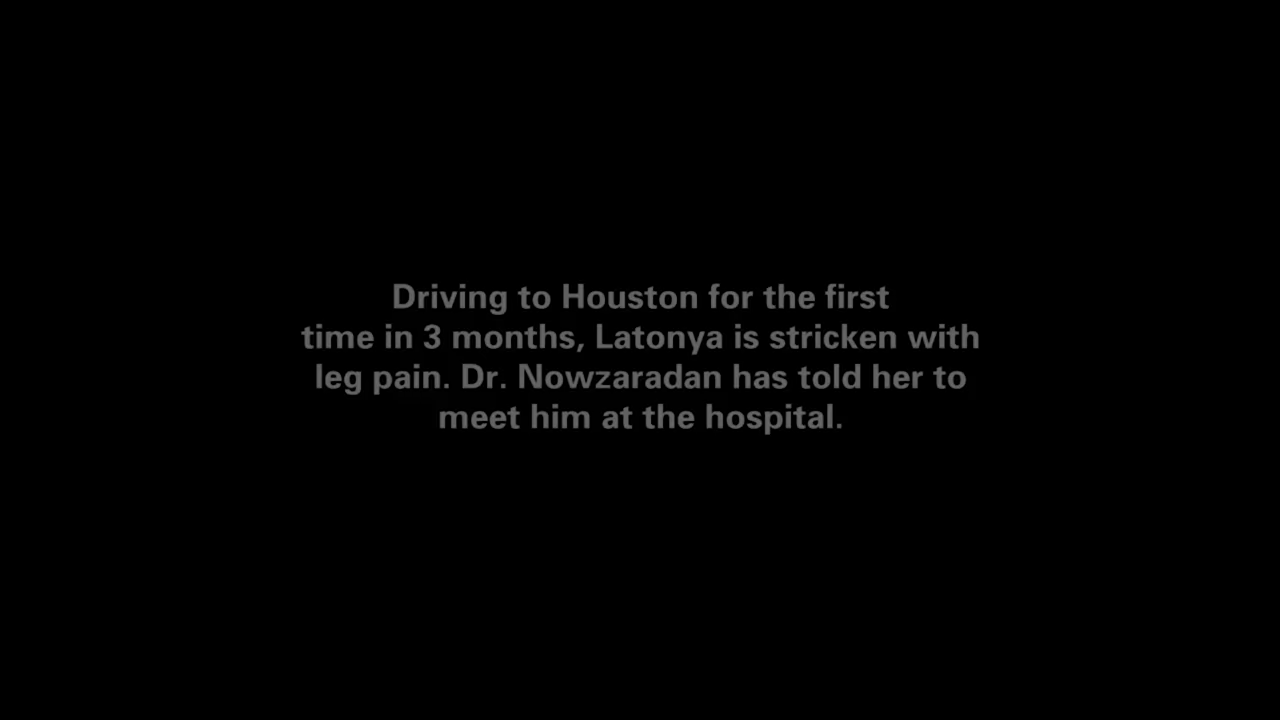 Driving to Houston for the first
time in 3 months, Latonya is stricken with
leg pain. Dr. Nowzaradan has told her to
meet him at the hospital.